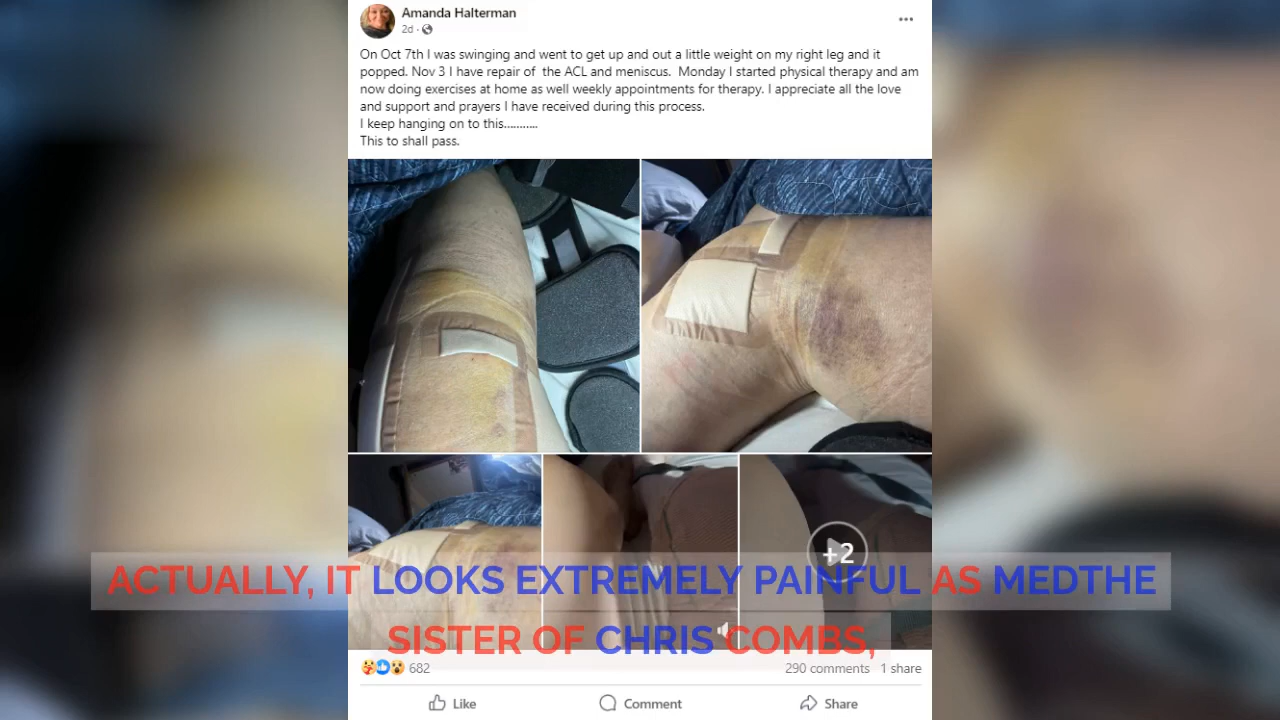 Amanda Halterman
2d ·
On Oct 7th I was swinging and went to get up and out a little weight on my right leg and it
popped. Nov 3 I have repair of the ACL and meniscus. Monday I started physical therapy and am
now doing exercises at home as well weekly appointments for therapy. I appreciate all the love
and support and prayers I have received during this process.
I keep hanging on to this...........
This to shall pass.
+2
ACTUALLY, IT LOOKS EXTREMELY PAINFUL AS MEDTHE
SISTER OF CHRIS COMBS,
682 290 comments 1 share
Like Comment Share